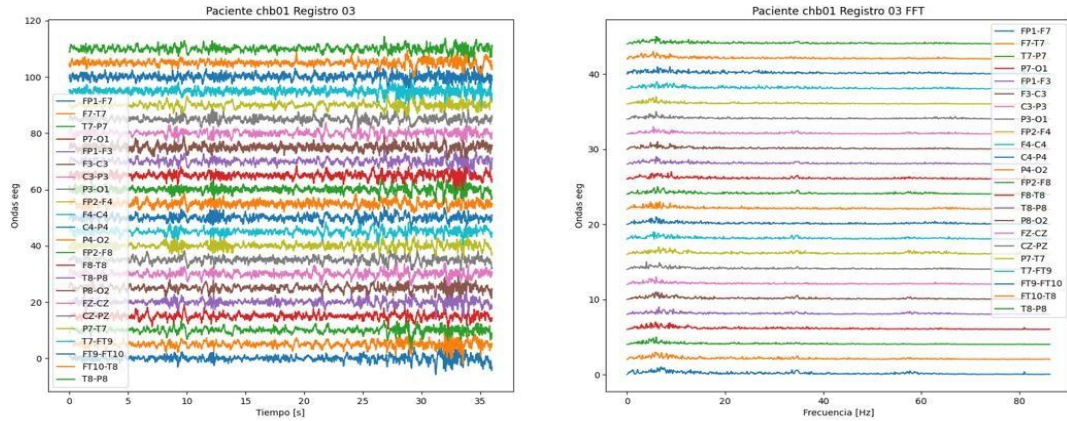 Paciente chb01 Registro 03
Ondas eeg
120
100
80
60
40
20
0
FP1-F7
F7-T7
T7-P7
P7-O1
FP1-F3
F3-C3
C3-P3
P3-O1
FP2-F4
F4-C4
C4-P4
P4-O2
FP2-F8
F8-T8
T8-P8
P8-O2
FZ-CZ
CZ-PZ
P7-T7
T7-FT9
FT9-FT10
FT10-T8
T8-P8
0 5 10 15 20 25 30 35
Tiempo [s]
Paciente chb01 Registro 03 FFT
Ondas eeg
40
30
20
10
0
FP1-F7
F7-T7
T7-P7
P7-O1
FP1-F3
F3-C3
C3-P3
P3-O1
FP2-F4
F4-C4
C4-P4
P4-O2
FP2-F8
F8-T8
T8-P8
P8-O2
FZ-CZ
CZ-PZ
P7-T7
T7-FT9
FT9-FT10
FT10-T8
T8-P8
0 20 40 60 80
Frecuencia [Hz]